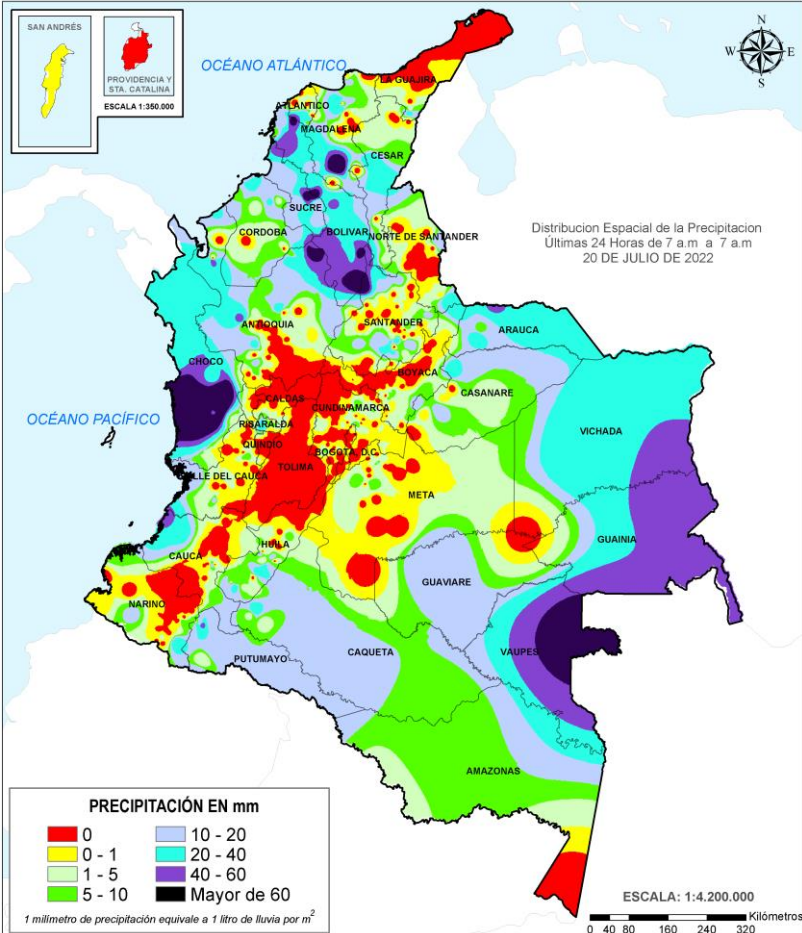 SAN ANDRÉS
PROVIDENCIA Y
STA. CATALINA
ESCALA 1:350.000
OCÉANO ATLÁNTICO
N
W
E
S
LA GUAJIRA
ATLANTICO
MAGDALENA
CESAR
SUCRE
CORDOBA
BOLIVAR
NORTE DE SANTANDER
Distribucion Espacial de la Precipitacion
Últimas 24 Horas de 7 a.m a 7 a.m
20 DE JULIO DE 2022
ANTIOQUIA
SANTANDER
ARAUCA
CHOCO
BOYACA
CASANARE
OCÉANO PACÍFICO
CALDAS
CUNDINAMARCA
RISARALDA
VICHADA
QUINDIO
BOGOTA, D.C.
TOLIMA
VALLE DEL CAUCA
META
GUAINIA
HUILA
CAUCA
GUAVIARE
NARIÑO
PUTUMAYO
CAQUETA
VAUPES
AMAZONAS
PRECIPITACIÓN EN mm
0
10 - 20
0 - 1
20 - 40
1 - 5
40 - 60
5 - 10
Mayor de 60
1 milímetro de precipitación equivale a 1 litro de lluvia por m²
ESCALA: 1:4.200.000
Kilómetros
0 40 80 160 240 320